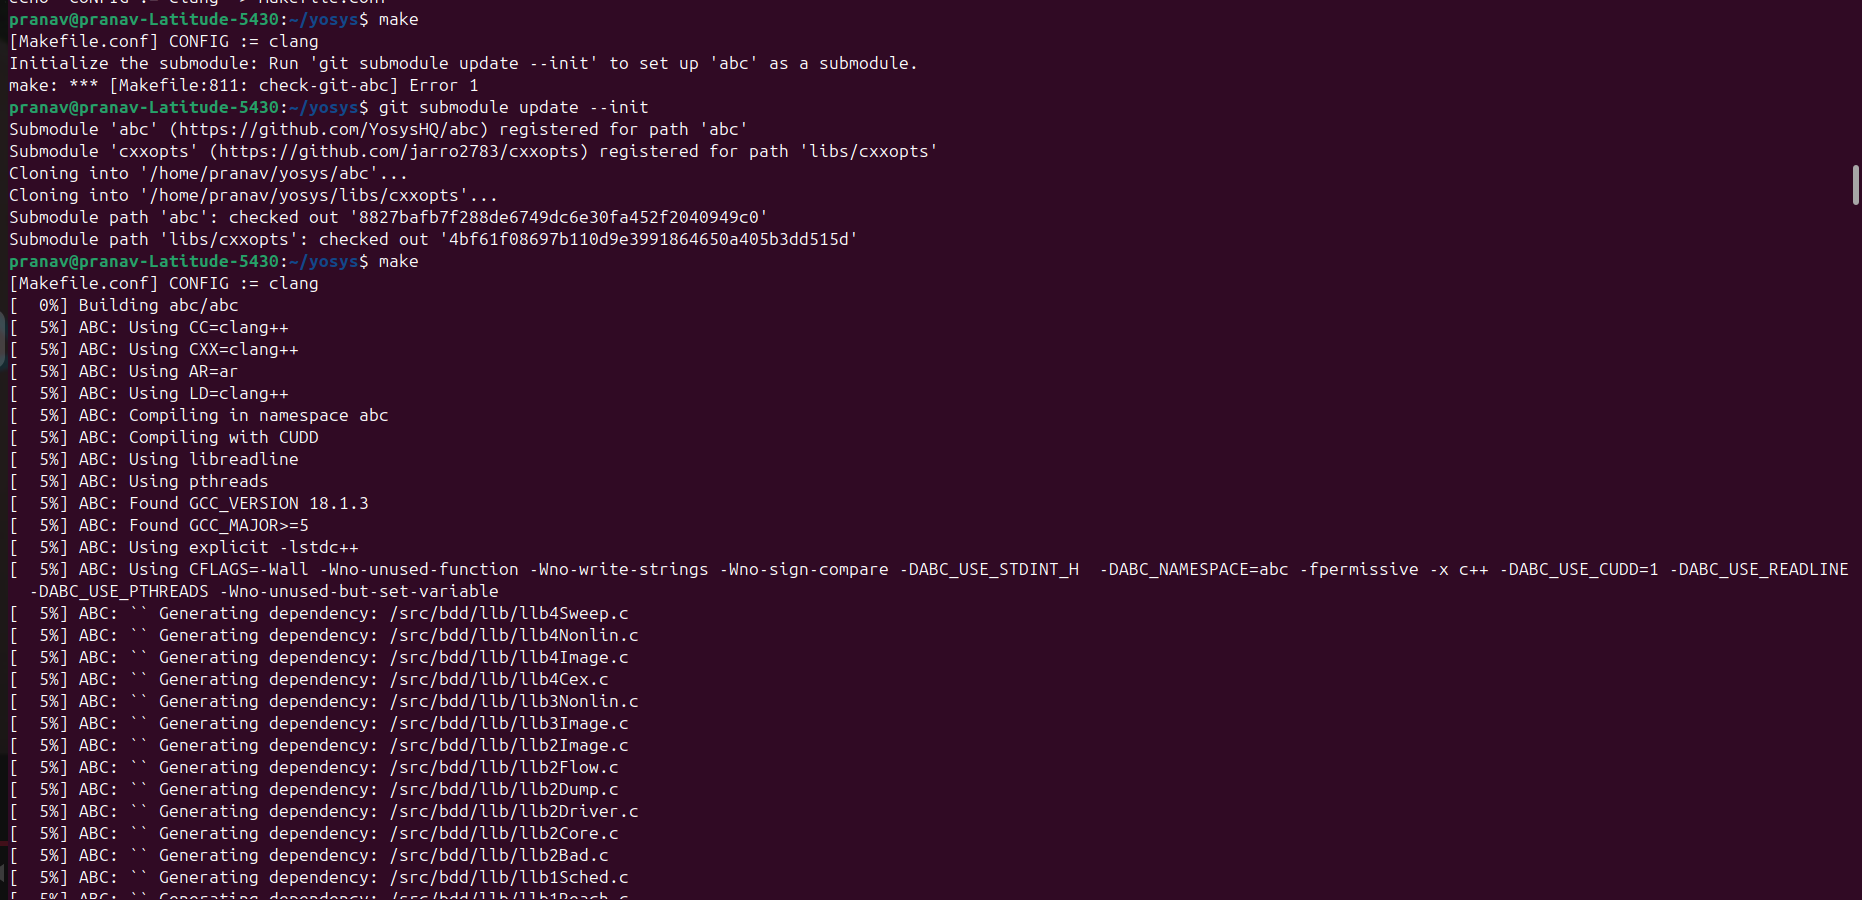 echo "CONFIG := clang" > Makefile.conf
pranav@pranav-Latitude-5430:~/yosys$ make
[Makefile.conf] CONFIG := clang
Initialize the submodule: Run 'git submodule update --init' to set up 'abc' as a submodule.
make: *** [Makefile:811: check-git-abc] Error 1
pranav@pranav-Latitude-5430:~/yosys$ git submodule update --init
Submodule 'abc' (https://github.com/YosysHQ/abc) registered for path 'abc'
Submodule 'cxxopts' (https://github.com/jarro2783/cxxopts) registered for path 'libs/cxxopts'
Cloning into '/home/pranav/yosys/abc'...
Cloning into '/home/pranav/yosys/libs/cxxopts'...
Submodule path 'abc': checked out '8827bafb7f288de6749dc6e30fa452f2040949c0'
Submodule path 'libs/cxxopts': checked out '4bf61f08697b110d9e3991864650a405b3dd515d'
pranav@pranav-Latitude-5430:~/yosys$ make
[Makefile.conf] CONFIG := clang
[  0%] Building abc/abc
[  5%] ABC: Using CC=clang++
[  5%] ABC: Using CXX=clang++
[  5%] ABC: Using AR=ar
[  5%] ABC: Using LD=clang++
[  5%] ABC: Compiling in namespace abc
[  5%] ABC: Compiling with CUDD
[  5%] ABC: Using libreadline
[  5%] ABC: Using pthreads
[  5%] ABC: Found GCC_VERSION 18.1.3
[  5%] ABC: Found GCC_MAJOR>=5
[  5%] ABC: Using explicit -lstdc++
[  5%] ABC: Using CFLAGS=-Wall -Wno-unused-function -Wno-write-strings -Wno-sign-compare -DABC_USE_STDINT_H  -DABC_NAMESPACE=abc -fpermissive -x c++ -DABC_USE_CUDD=1 -DABC_USE_READLINE
-DABC_USE_PTHREADS -Wno-unused-but-set-variable
[  5%] ABC: `` Generating dependency: /src/bdd/llb/llb4Sweep.c
[  5%] ABC: `` Generating dependency: /src/bdd/llb/llb4Nonlin.c
[  5%] ABC: `` Generating dependency: /src/bdd/llb/llb4Image.c
[  5%] ABC: `` Generating dependency: /src/bdd/llb/llb4Cex.c
[  5%] ABC: `` Generating dependency: /src/bdd/llb/llb3Nonlin.c
[  5%] ABC: `` Generating dependency: /src/bdd/llb/llb3Image.c
[  5%] ABC: `` Generating dependency: /src/bdd/llb/llb2Image.c
[  5%] ABC: `` Generating dependency: /src/bdd/llb/llb2Flow.c
[  5%] ABC: `` Generating dependency: /src/bdd/llb/llb2Dump.c
[  5%] ABC: `` Generating dependency: /src/bdd/llb/llb2Driver.c
[  5%] ABC: `` Generating dependency: /src/bdd/llb/llb2Core.c
[  5%] ABC: `` Generating dependency: /src/bdd/llb/llb2Bad.c
[  5%] ABC: `` Generating dependency: /src/bdd/llb/llb1Sched.c
[  5%] ABC: `` Generating dependency: /src/bdd/llb/llb1Reach.c